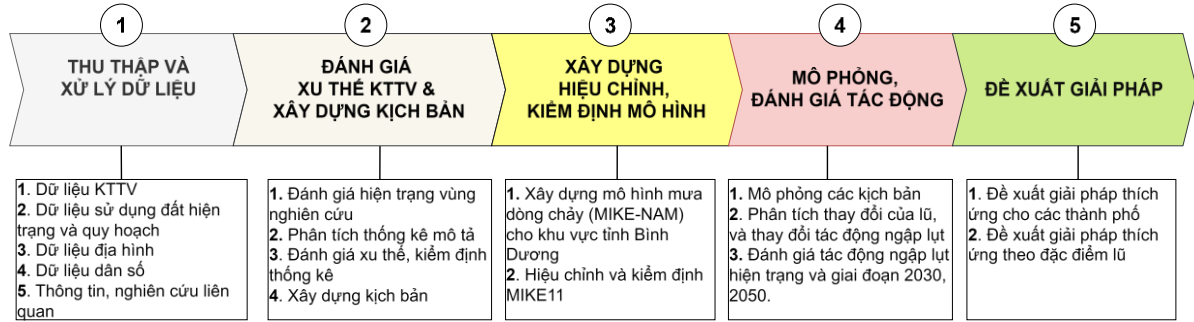 1
THU THẬP VÀ
XỬ LÝ DỮ LIỆU
1. Dữ liệu KTTV
2. Dữ liệu sử dụng đất hiện
trạng và quy hoạch
3. Dữ liệu địa hình
4. Dữ liệu dân số
5. Thông tin, nghiên cứu liên
quan
2
ĐÁNH GIÁ
XU THẾ KTTV &
XÂY DỰNG KỊCH BẢN
1. Đánh giá hiện trạng vùng
nghiên cứu
2. Phân tích thống kê mô tả
3. Đánh giá xu thế, kiểm định
thống kê
4. Xây dựng kịch bản
3
XÂY DỰNG
HIỆU CHỈNH,
KIỂM ĐỊNH MÔ HÌNH
1. Xây dựng mô hình mưa
dòng chảy (MIKE-NAM)
cho khu vực tỉnh Bình
Dương
2. Hiệu chỉnh và kiểm định
MIKE11
4
MÔ PHỎNG,
ĐÁNH GIÁ TÁC ĐỘNG
1. Mô phỏng các kịch bản
2. Phân tích thay đổi của lũ,
và thay đổi tác động ngập lụt
3. Đánh giá tác động ngập lụt
hiện trạng và giai đoạn 2030,
2050.
5
ĐỀ XUẤT GIẢI PHÁP
1. Đề xuất giải pháp thích
ứng cho các thành phố
2. Đề xuất giải pháp thích
ứng theo đặc điểm lũ